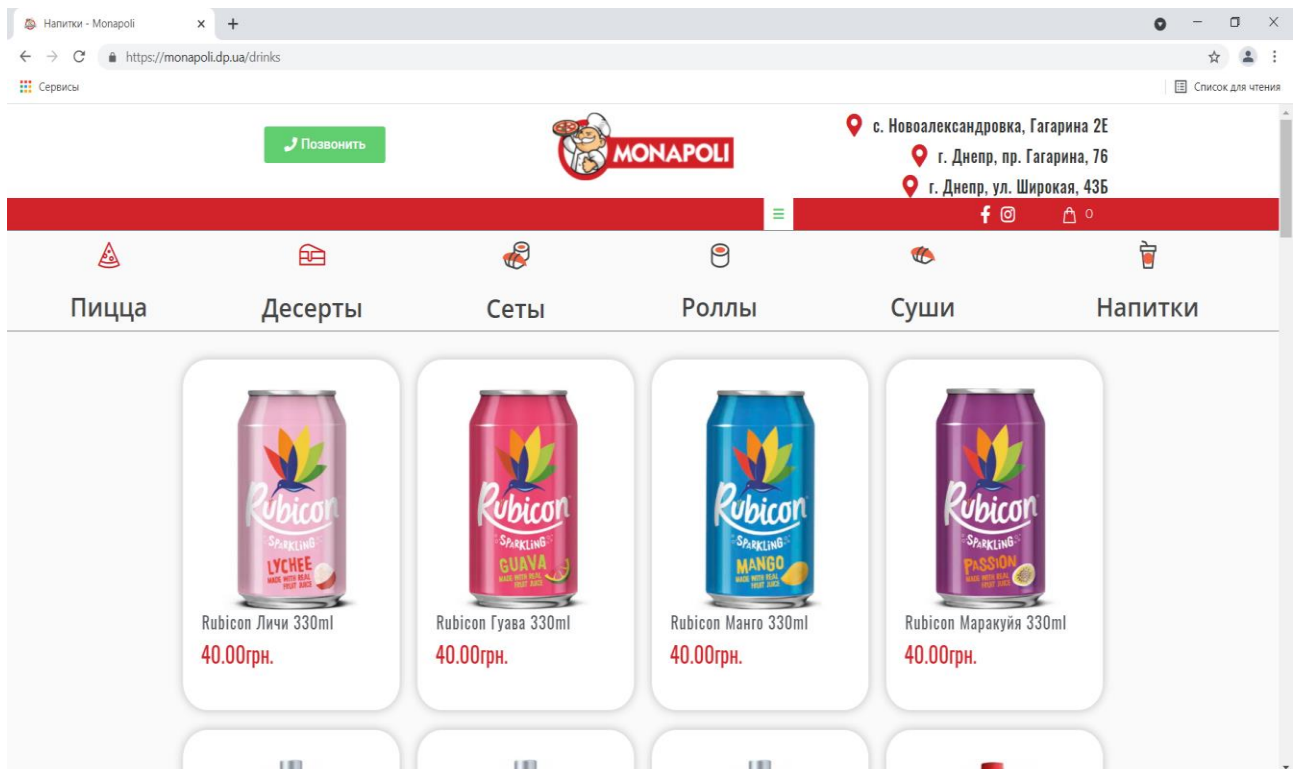 Напитки - Monapoli
https://monapoli.dp.ua/drinks
Сервисы
Список для чтения
Позвонить
MONAPOLI
с. Новоалександровка, Гагарина 2Е
г. Днепр, пр. Гагарина, 76
г. Днепр, ул. Широкая, 43Б
0
Пицца Десерты Сеты Роллы Суши Напитки
Rubicon Rubicon Rubicon Rubicon
SPARKLING SPARKLING SPARKLING SPARKLING
LYCHEE GUAVA MANGO PASSION
MADE WITH REAL MADE WITH REAL MADE WITH REAL MADE WITH REAL
FRUIT JUICE FRUIT JUICE FRUIT JUICE FRUIT JUICE
Rubicon Личи 330ml Rubicon Гуава 330ml Rubicon Манго 330ml Rubicon Маракуйя 330ml
40.00грн. 40.00грн. 40.00грн. 40.00грн.